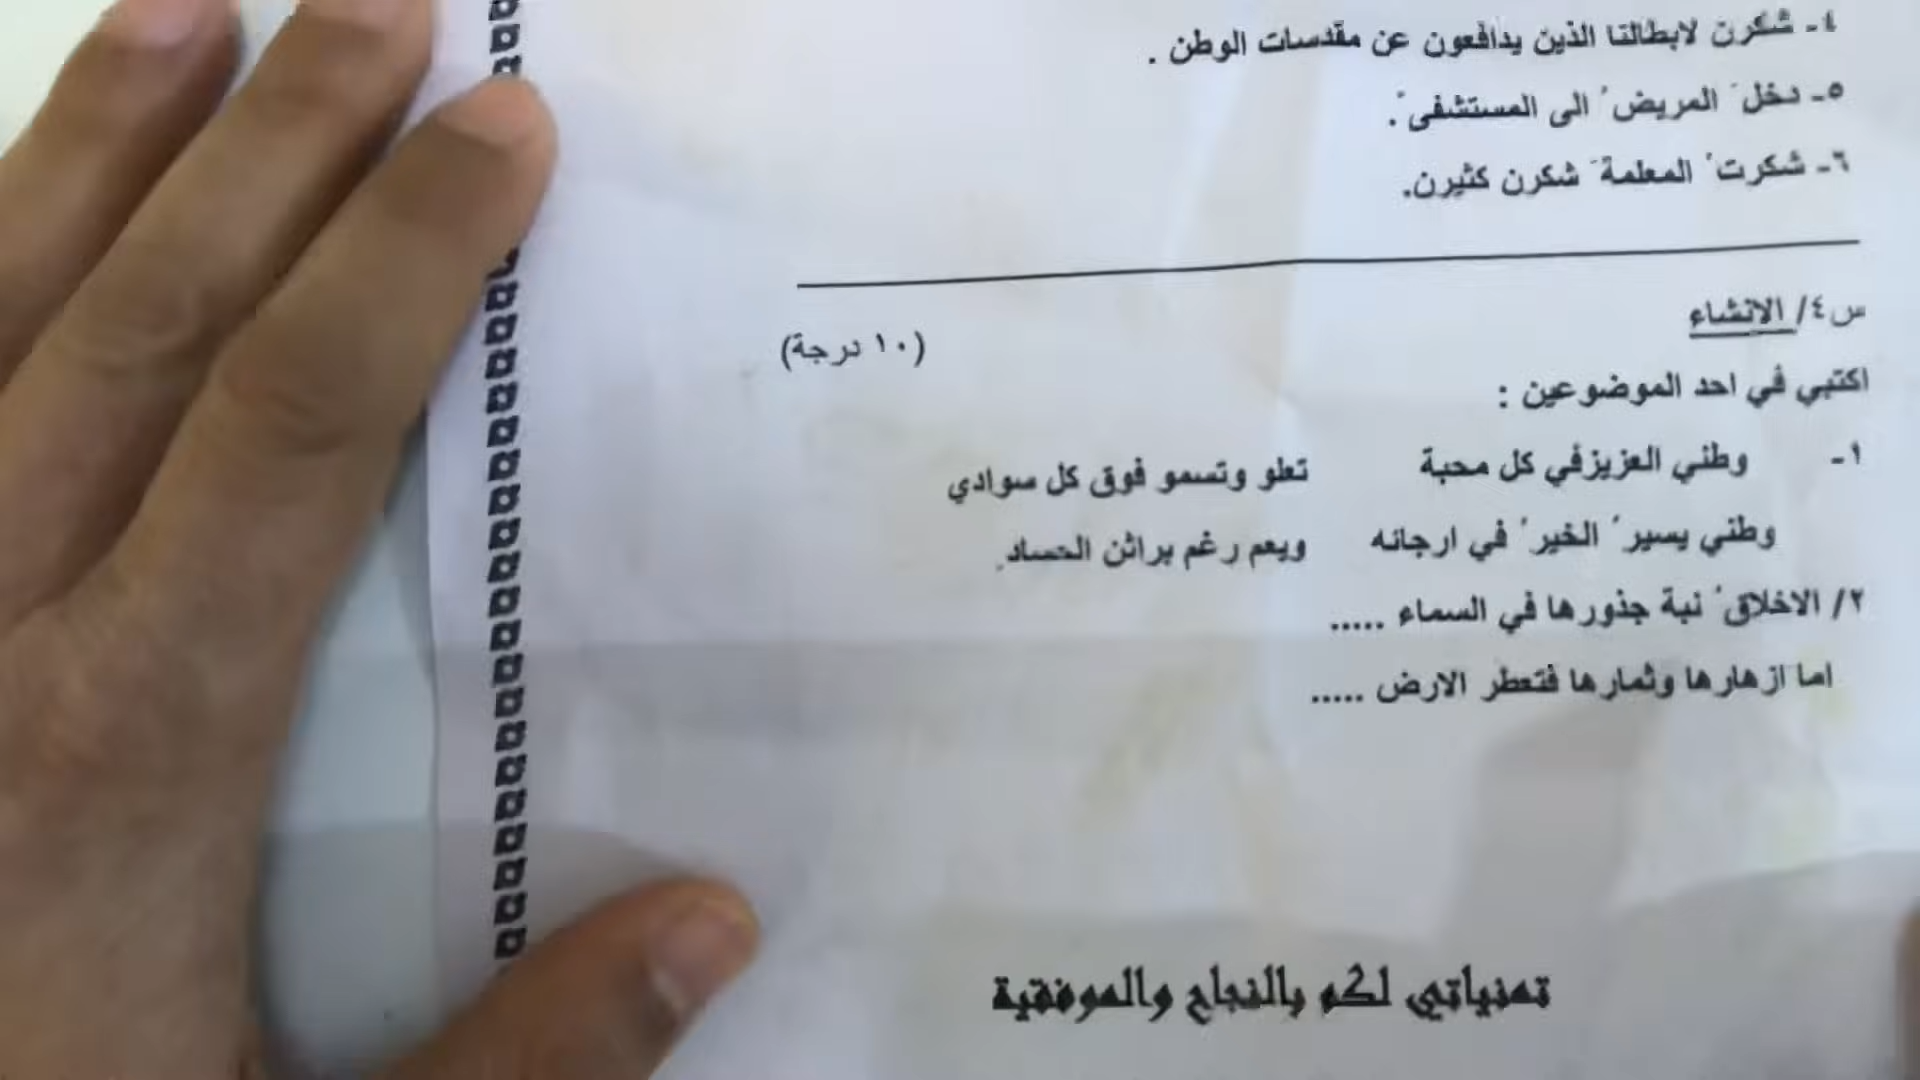 ٤- شكرن لابطالنا الذين يدافعون عن مقدسات الوطن .
٥- دخلَ المريضُ الى المستشفىً .
٦- شكرتُ المعلمةَ شكرن كثيرن.
س٤/ الانشاء
(١٠ درجة)
اكتبي في احد الموضوعين :
١- وطني العزيزفي كل محبة تعلو وتسمو فوق كل سوادي
وطني يسيرُ الخيرُ في ارجائه ويعم رغم براثن الحساد.
٢/ الاخلاقُ نبة جذورها في السماء .....
اما ازهارها وثمارها فتعطر الارض .....
تمنياتي لكم بالنجاح والموفقية